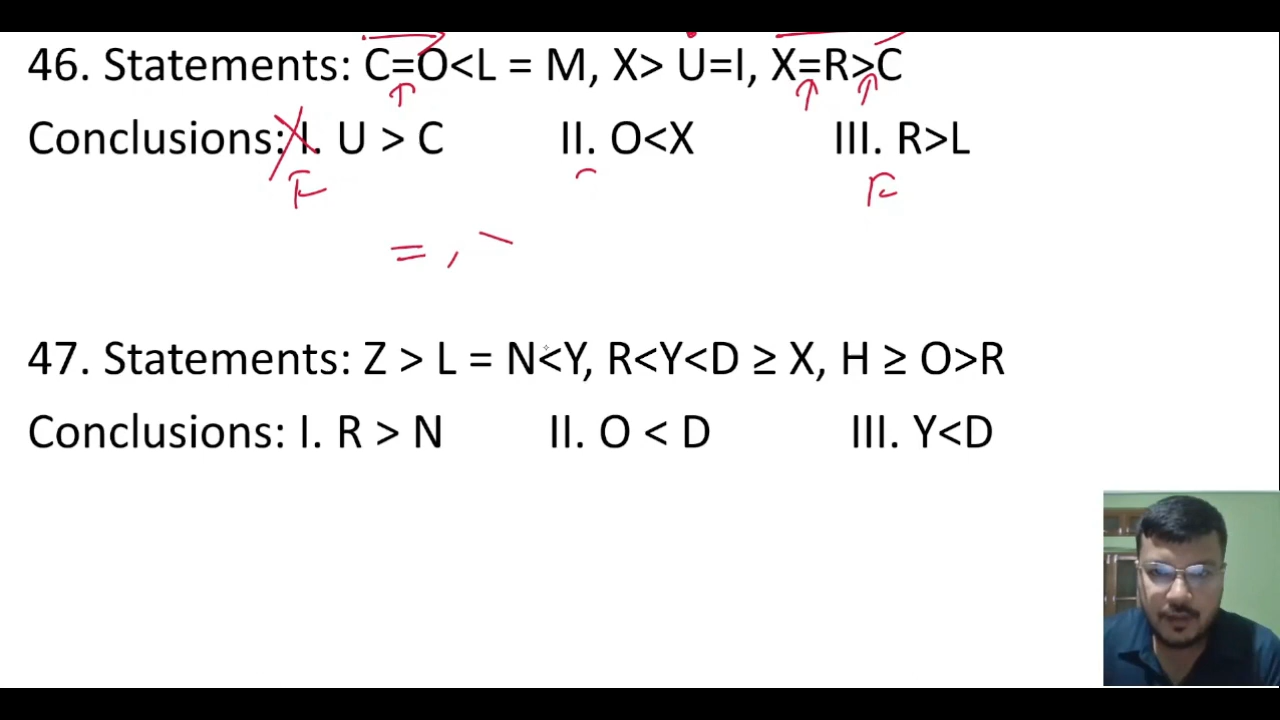 46. Statements: C=O<L = M, X> U=I, X=R>C
Conclusions: I. U > C II. O<X III. R>L
F F
= ,
47. Statements: Z > L = N<Y, R<Y<D ≥ X, H ≥ O>R
Conclusions: I. R > N II. O < D III. Y<D